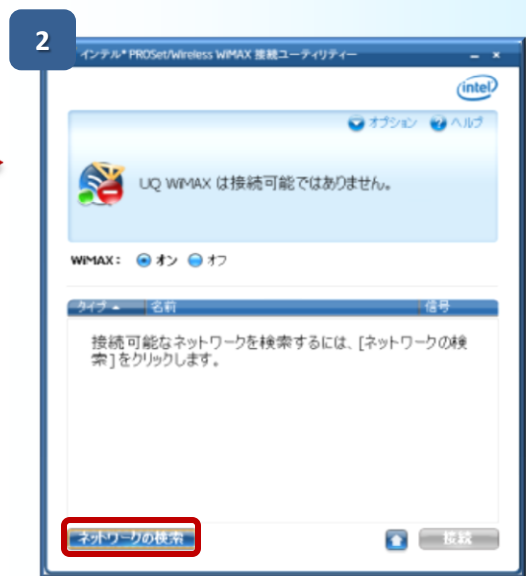 2
インテル® PROSet/Wireless WiMAX 接続ユーティリティー
intel
オプション ヘルプ
UQ WiMAX は接続可能ではありません。
WiMAX： オン オフ
タイプ 名前 信号
接続可能なネットワークを検索するには、[ネットワークの検
索]をクリックします。
ネットワークの検索 接続